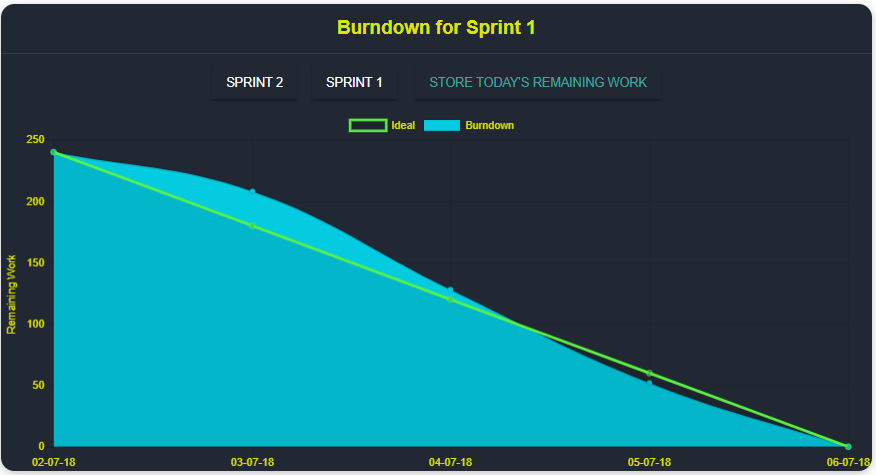 Burndown for Sprint 1
SPRINT 2 SPRINT 1 STORE TODAY'S REMAINING WORK
Ideal Burndown
250
200
150
100
50
0
Remaining Work
02-07-18 03-07-18 04-07-18 05-07-18 06-07-18